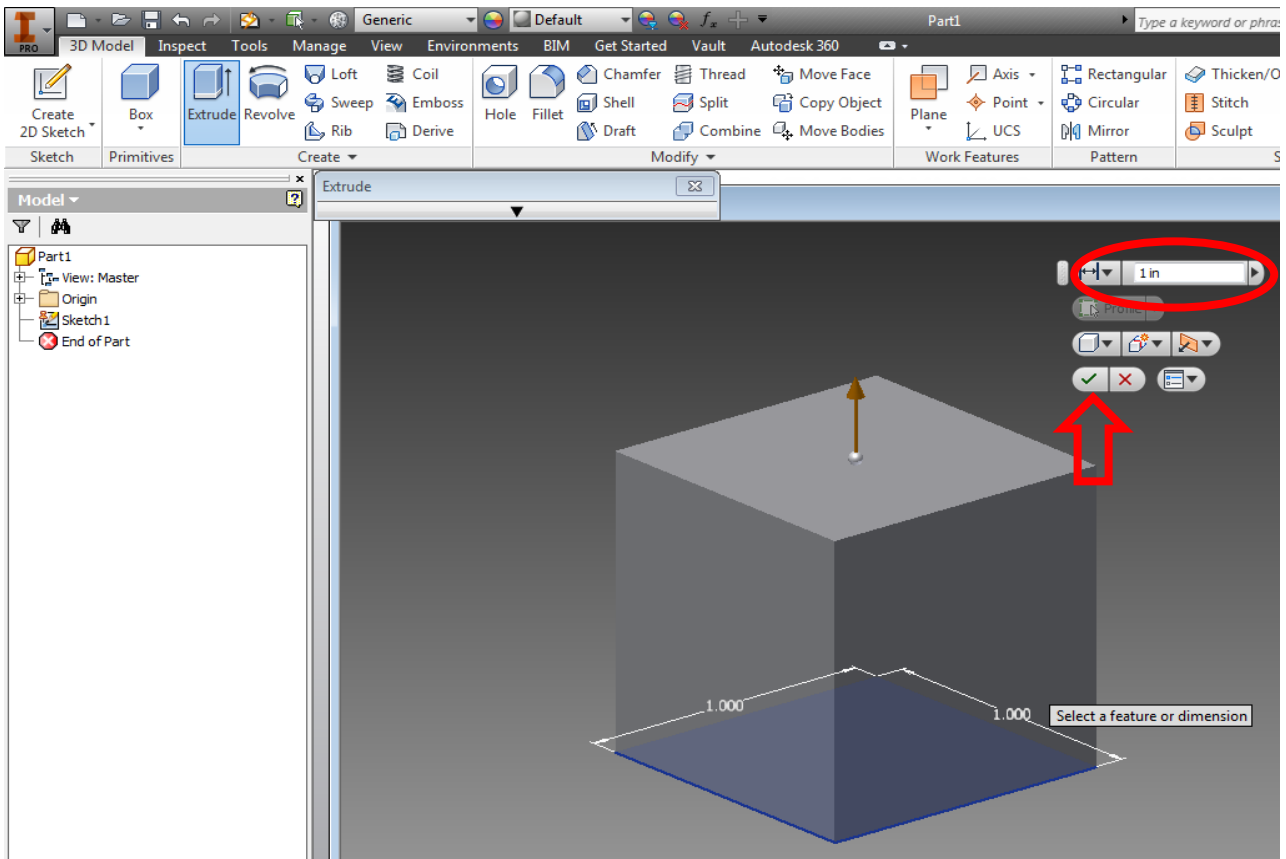 Generic Default fx Part1 Type a keyword or phras
PRO 3D Model Inspect Tools Manage View Environments BIM Get Started Vault Autodesk 360
Loft Coil Chamfer Thread Move Face Axis Rectangular Thicken/O
Create 2D Sketch Box Extrude Revolve Sweep Emboss Hole Fillet Shell Split Copy Object Plane Point Circular Stitch
Rib Derive Draft Combine Move Bodies UCS Mirror Sculpt
Sketch Primitives Create Modify Work Features Pattern S
Extrude
Model
Part1
View: Master
Origin
Sketch1
End of Part
1 in
Profile
1.000
1.000
Select a feature or dimension